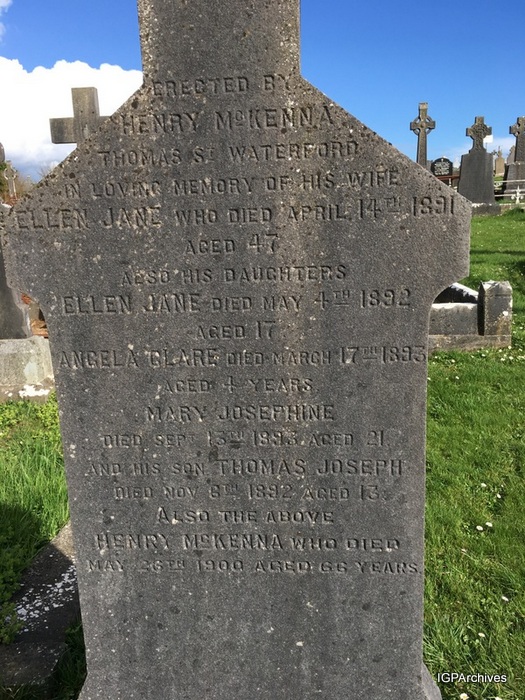 ERECTED BY
HENRY McKENNA
THOMAS ST WATERFORD
IN LOVING MEMORY OF HIS WIFE
ELLEN JANE WHO DIED APRIL 14TH 1891
AGED 47
ALSO HIS DAUGHTERS
ELLEN JANE DIED MAY 4TH 1892
AGED 17
ANGELA CLARE DIED MARCH 17TH 1893
AGED 4 YEARS
MARY JOSEPHINE
DIED SEPT 13TH 1893 AGED 21
AND HIS SON THOMAS JOSEPH
DIED NOV 6TH 1892 AGED 13
ALSO THE ABOVE
HENRY McKENNA WHO DIED
MAY 26TH 1900 AGED 66 YEARS
IGPArchives